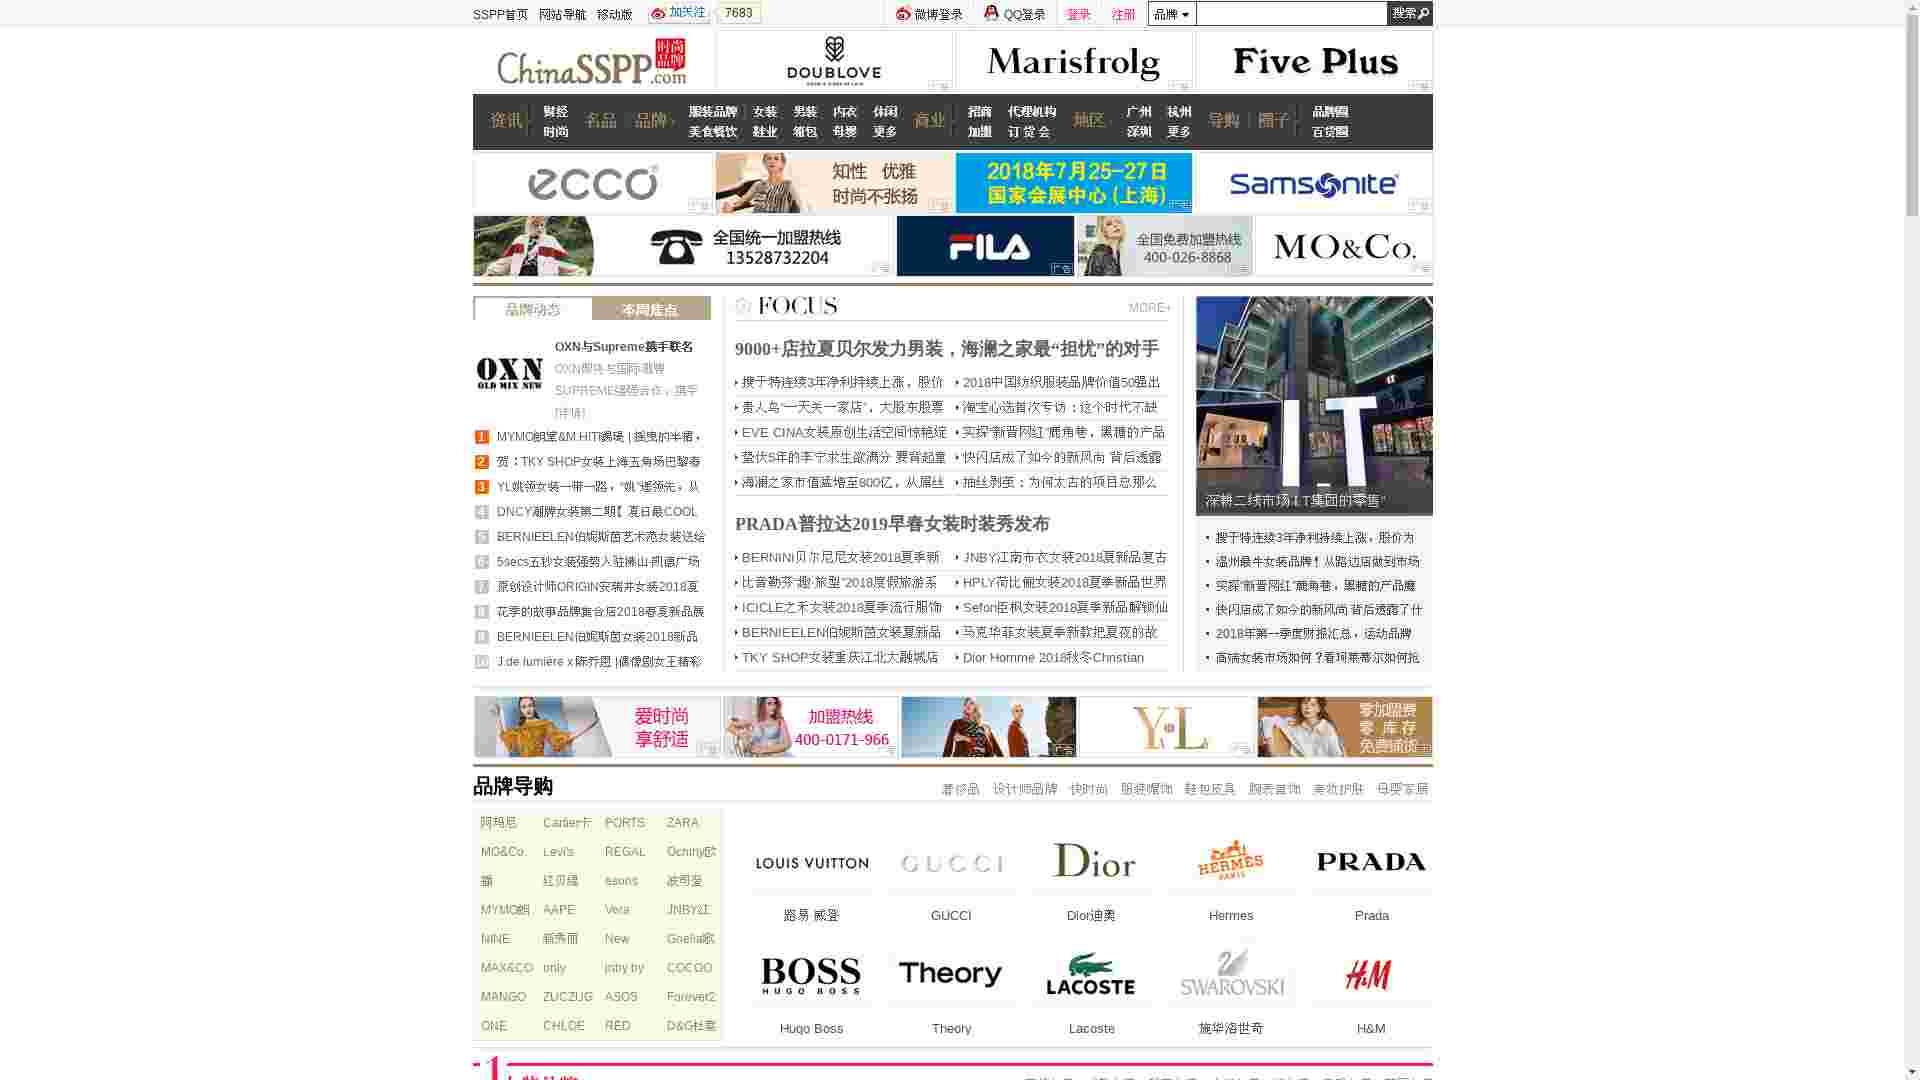 SSPP首页 网站导航 移动版 加关注 7683 微博登录 QQ登录 登录 注册 品牌 搜索
ChinaSSPP.com 时尚品牌
DOUBLOVE
Marisfrolg
Five Plus
资讯 财经 时尚 名品 品牌 服装品牌 女装 男装 内衣 休闲 商业 招商 代理机构 地区 广州 杭州 导购 圈子 品牌圈
美食餐饮 鞋业 箱包 母婴 更多 加盟 订货会 深圳 更多 百货圈
ecco
知性 优雅
时尚不张扬
2018年7月25-27日
国家会展中心(上海)
Samsonite
全国统一加盟热线
13528732204
FILA
全国免费加盟热线
400-026-8868
MO&Co.
品牌动态 本周焦点
OXN
OLD MIX NEW
OXN与Supreme携手联名
OXN即将与国际潮牌
SUPREME强强合作，携手
[详情]
1 MYMO朗黛&M.HITI
2 贺：TKY SHOP女装上海五角场巴黎春
3 YL姚领女装一带一路，“姚”遥领先，从
4 DNCY潮牌女装第二期【夏日最COOL
5 BERNIEELEN伯妮斯茵艺术范女装送给
6 5secs五秒女装强势入驻佛山·凯德广场
7 原创设计师ORIGIN安瑞井女装2018夏
8 花季的故事品牌集合店2018春夏新品展
9 BERNIEELEN伯妮斯茵女装2018新品
10 J.de lumière x 陈乔恩 |偶像剧女王精彩
FOCUS MORE+
9000+店拉夏贝尔发力男装，海澜之家最“担忧”的对手
搜于特连续3年净利持续上涨，股价
2018中国纺织服装品牌价值50强出
贵人鸟“一天关一家店”，大股东股票
淘宝心选首次专访：这个时代不缺
EVE CINA女装原创生活空间惊艳绽
实探“新晋网红”鹿角巷，黑糖的产品
蛰伏5年的李宁求生欲满分 要背起童
快闪店成了如今的新风尚 背后透露
海澜之家市值蒸增至800亿，从屌丝
抽丝剥茧：为何太古的项目总那么
PRADA普拉达2019早春女装时装秀发布
BERNINI贝尔尼尼女装2018夏季新
JNBY江南布衣女装2018夏新品复古
比音勒芬“趣·旅型”2018度假旅游系
HPLY荷比俪女装2018夏季新品世界
ICICLE之禾女装2018夏季流行服饰
Sefon臣枫女装2018夏季新品解锁仙
BERNIEELEN伯妮斯茵女装夏新品
马克华菲女装夏季新款把夏夜的故
TKY SHOP女装重庆江北大融城店
Dior Homme 2018秋冬Christian
I.T
深耕二线市场 I.T集团的零售“
搜于特连续3年净利持续上涨，股价为
温州最牛女装品牌！从路边店做到市场
实探“新晋网红”鹿角巷，黑糖的产品魔
快闪店成了如今的新风尚 背后透露了什
2018年第一季度财报汇总，运动品牌
高端女装市场如何？看珂莱蒂尔如何抢
爱时尚
享舒适
加盟热线
400-0171-966
Y·L
零加盟费
零 库 存
免费铺货
品牌导购 奢侈品 设计师品牌 快时尚 服装帽饰 鞋包皮具 腕表首饰 美妆护肤 母婴家居
阿玛尼 Cartier卡 PORTS ZARA
MO&Co. Levi's REGAL Ochirly欧
播 红贝缇 esons 波司登
MYMO朗 AAPE Vera JNBY江
NINE 新秀丽 New Goelia歌
MAX&CO only jnby by COCOO
MANGO ZUCZUG ASOS Forever2
ONE CHLOE RED D&G杜嘉
LOUIS VUITTON GUCCI Dior HERMES PARIS PRADA
路易 威登 GUCCI Dior迪奥 Hermes Prada
BOSS HUGO BOSS Theory LACOSTE SWAROVSKI H&M
Hugo Boss Theory Lacoste 施华洛世奇 H&M
1